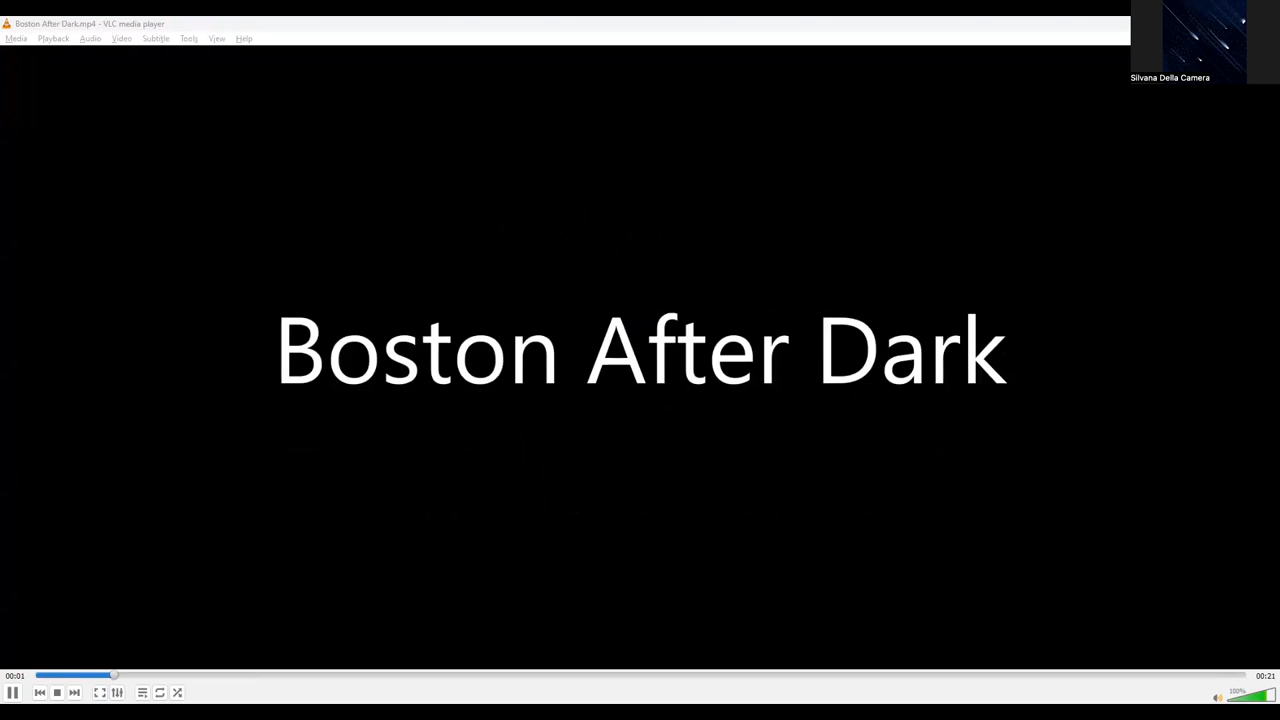 Boston After Dark.mp4 - VLC media player
Media Playback Audio Video Subtitle Tools View Help
Silvana Della Camera
Boston After Dark
00:01
00:21
100%